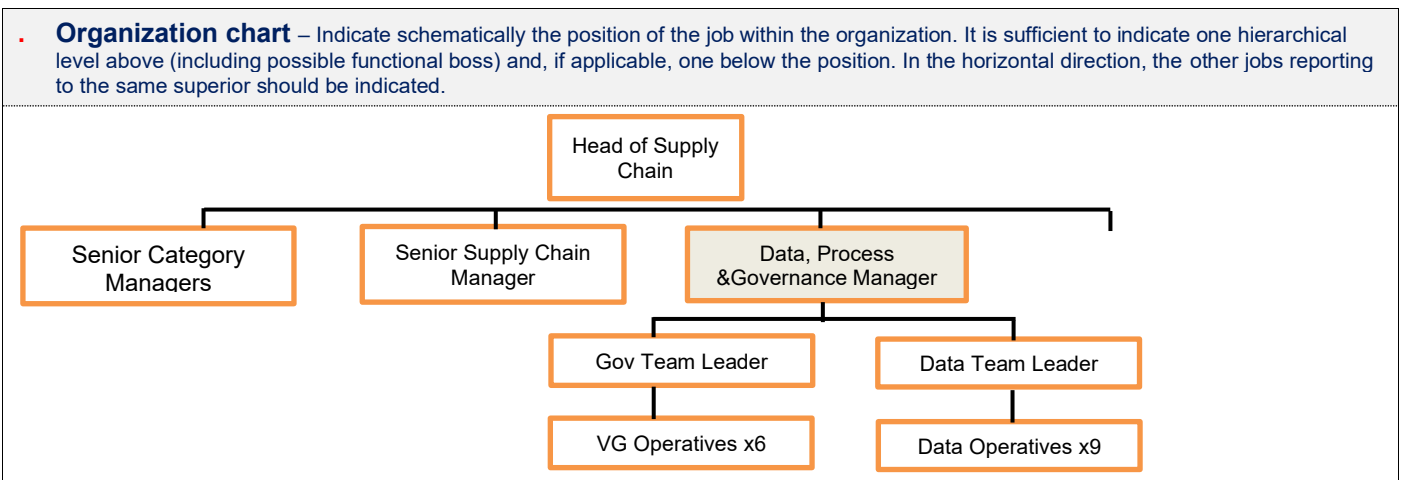 . Organization chart – Indicate schematically the position of the job within the organization. It is sufficient to indicate one hierarchical
level above (including possible functional boss) and, if applicable, one below the position. In the horizontal direction, the other jobs reporting
to the same superior should be indicated.
Head of Supply
Chain
Senior Category
Managers
Senior Supply Chain
Manager
Data, Process
&Governance Manager
Gov Team Leader
Data Team Leader
VG Operatives x6
Data Operatives x9